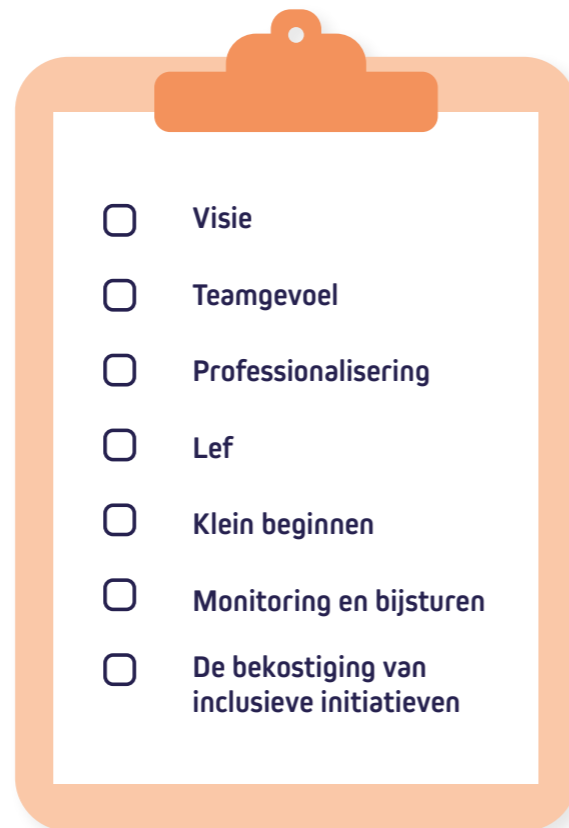 Visie
Teamgevoel
Professionalisering
Lef
Klein beginnen
Monitoring en bijsturen
De bekostiging van
inclusieve initiatieven